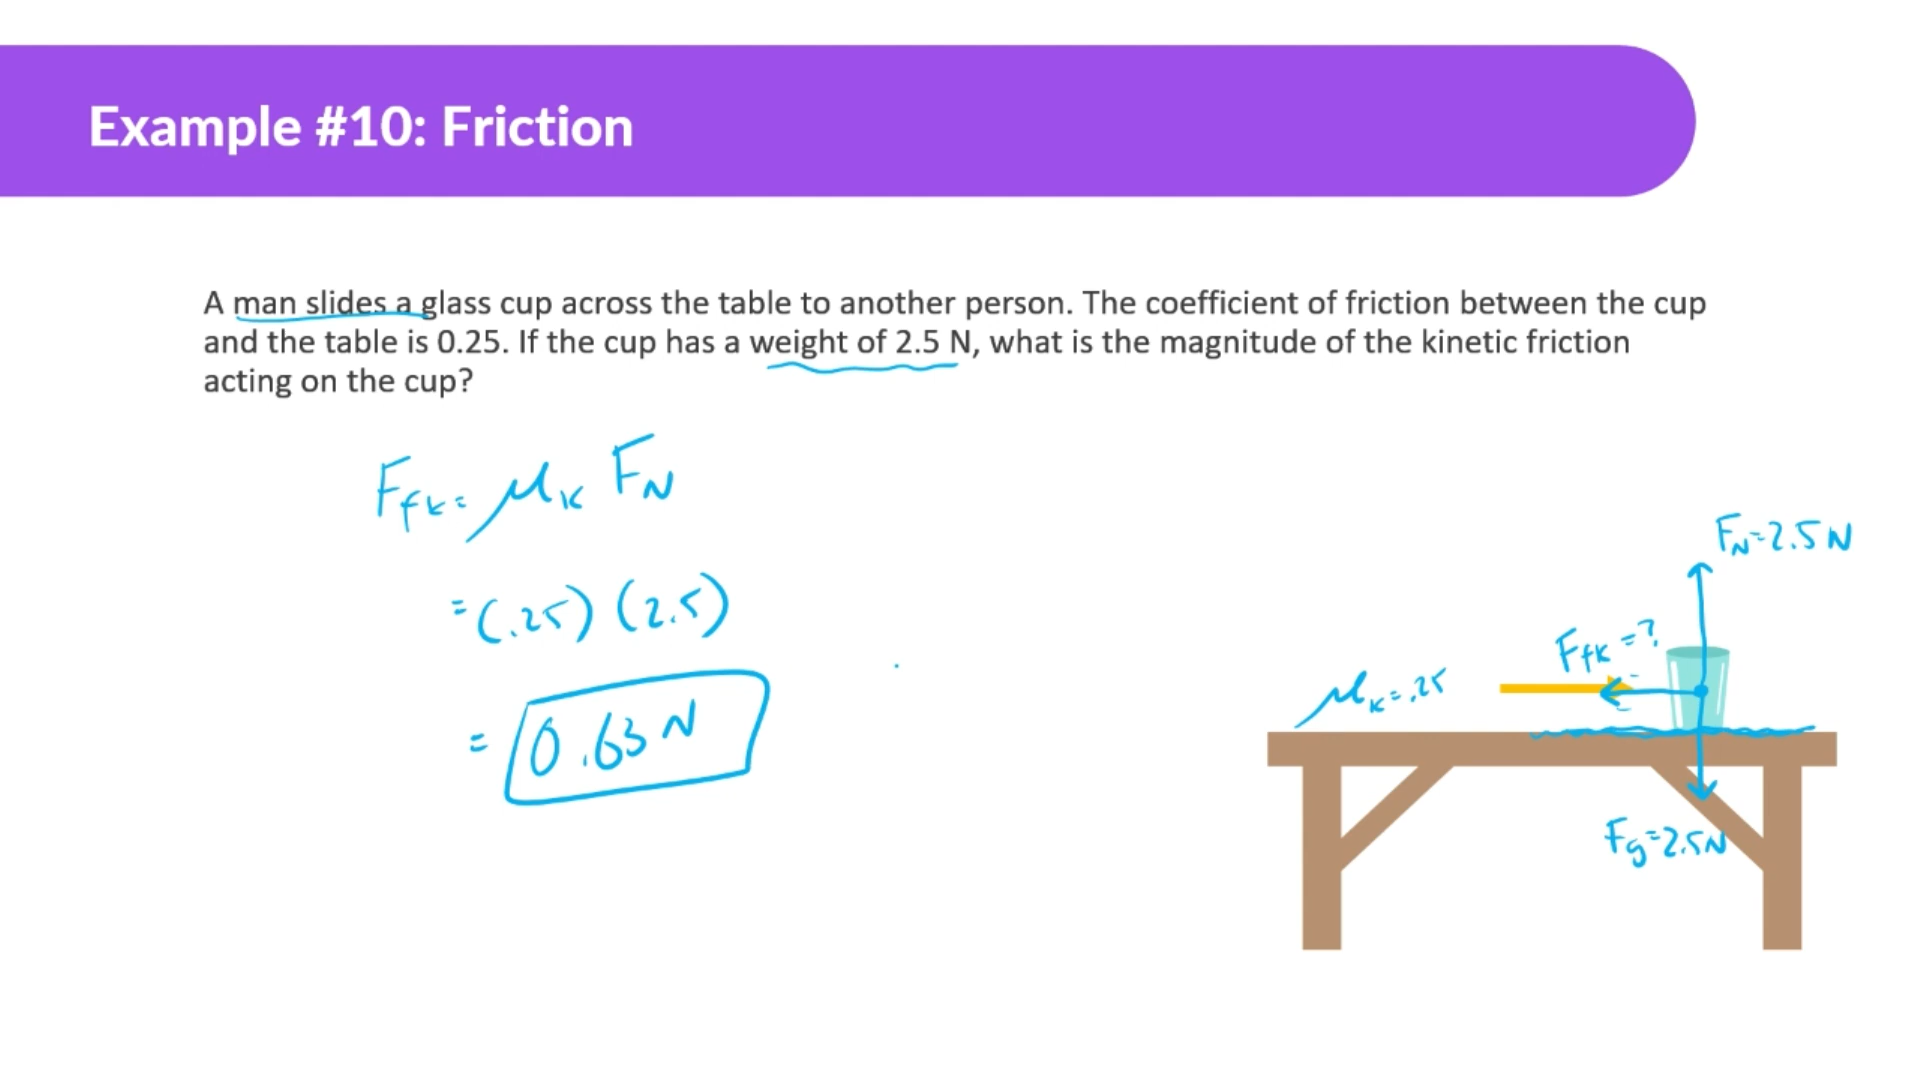 Example #10: Friction
A man slides a glass cup across the table to another person. The coefficient of friction between the cup
and the table is 0.25. If the cup has a weight of 2.5 N, what is the magnitude of the kinetic friction
acting on the cup?
Ffk = μK FN
= (.25) (2.5)
= 0.63 N
FN = 2.5 N
Ffk = ?
μK = .25
Fg = 2.5N